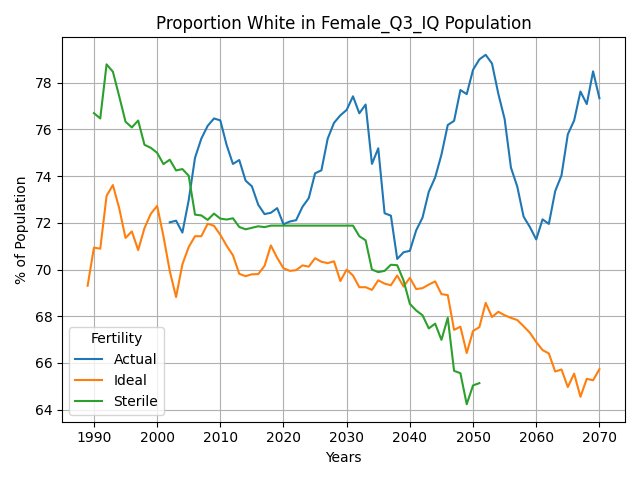 Proportion White in Female_Q3_IQ Population
% of Population
78
76
74
72
70
68
66
64
Fertility
Actual
Ideal
Sterile
1990 2000 2010 2020 2030 2040 2050 2060 2070
Years